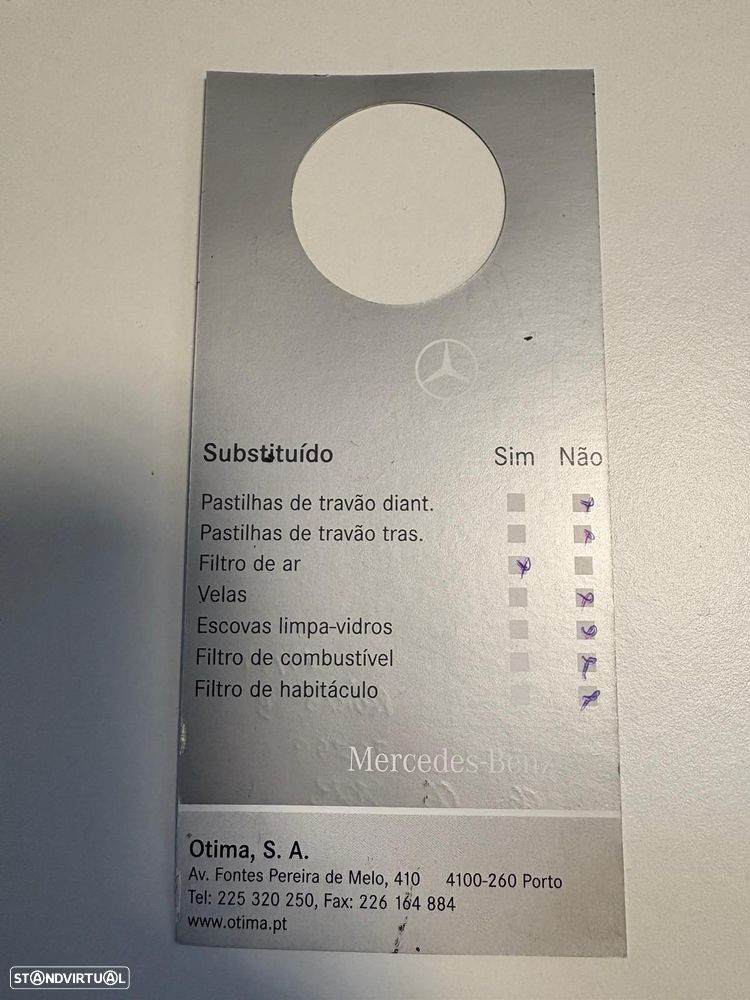 Substituído Sim Não
Pastilhas de travão diant.
Pastilhas de travão tras.
Filtro de ar
Velas
Escovas limpa-vidros
Filtro de combustível
Filtro de habitáculo
Mercedes-Benz
Otima, S. A.
Av. Fontes Pereira de Melo, 410 4100-260 Porto
Tel: 225 320 250, Fax: 226 164 884
www.otima.pt
STANDVIRTUAL